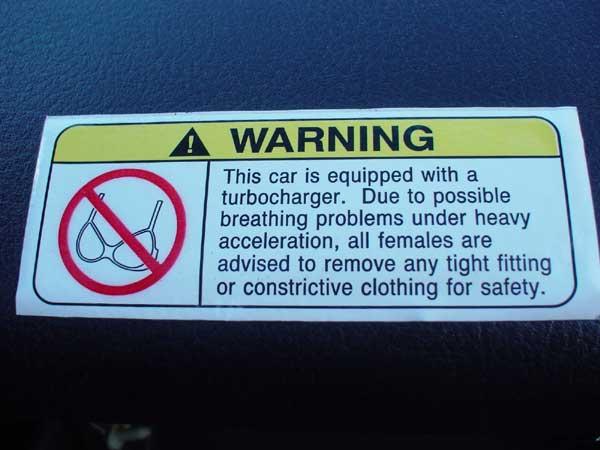 WARNING
This car is equipped with a
turbocharger. Due to possible
breathing problems under heavy
acceleration, all females are
advised to remove any tight fitting
or constrictive clothing for safety.